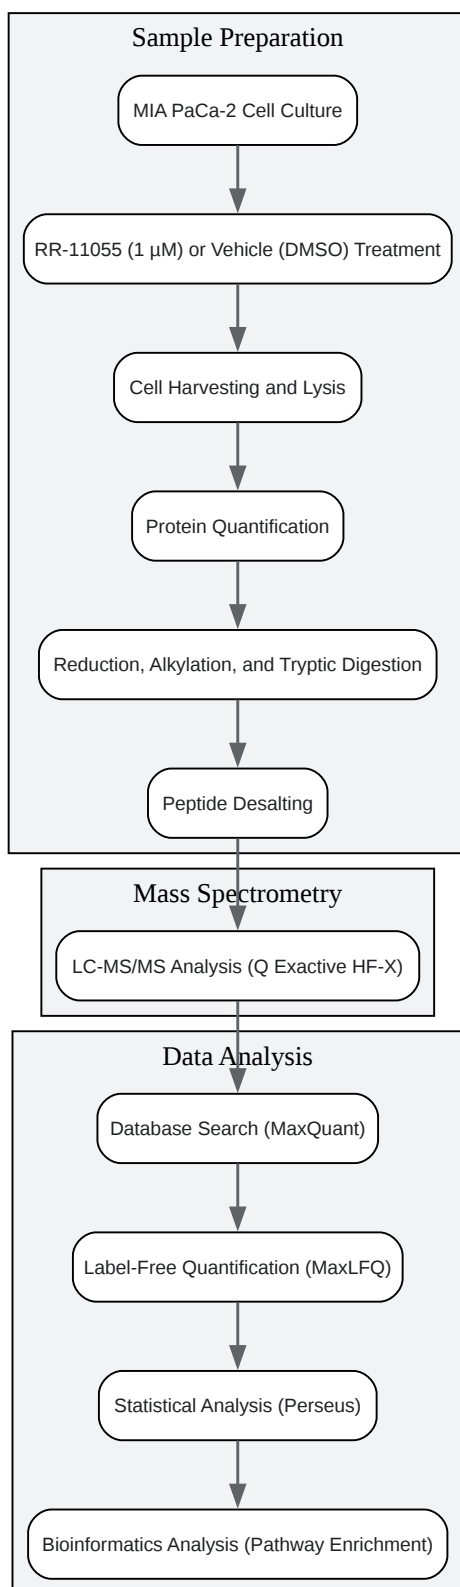 Sample Preparation
MIA PaCa-2 Cell Culture
RR-11055 (1 µM) or Vehicle (DMSO) Treatment
Cell Harvesting and Lysis
Protein Quantification
Reduction, Alkylation, and Tryptic Digestion
Peptide Desalting
Mass Spectrometry
LC-MS/MS Analysis (Q Exactive HF-X)
Data Analysis
Database Search (MaxQuant)
Label-Free Quantification (MaxLFQ)
Statistical Analysis (Perseus)
Bioinformatics Analysis (Pathway Enrichment)